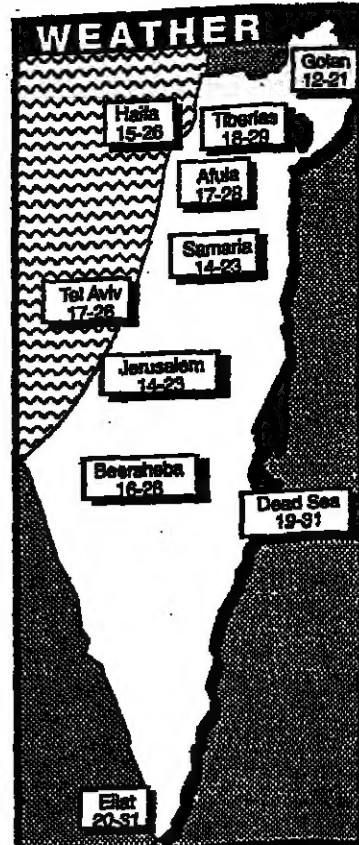 WEATHER
Golan
12-21
Haifa
15-26
Tiberias
18-29
Afula
17-28
Samaria
14-23
Tel Aviv
17-26
Jerusalem
14-23
Beersheba
16-28
Dead Sea
19-31
Eilat
20-31